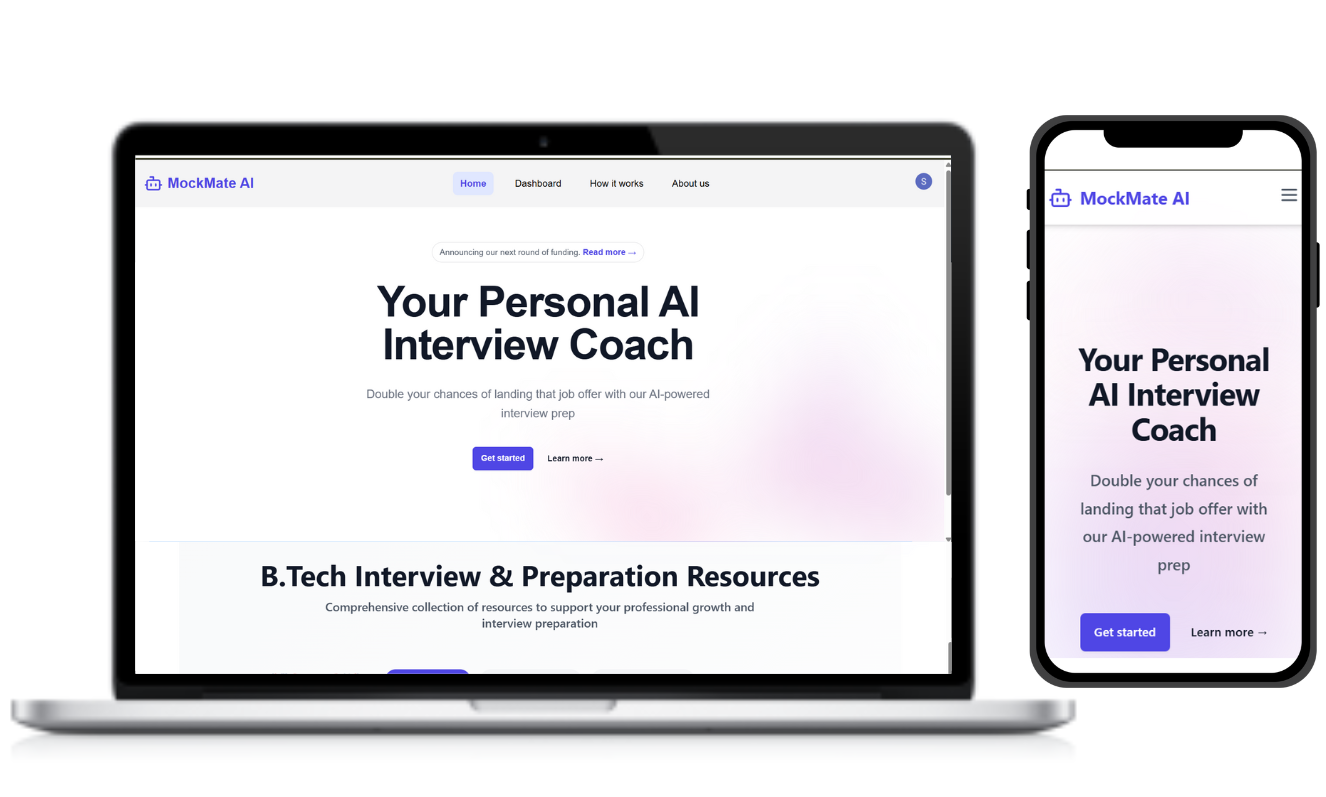 MockMate AI
Home Dashboard How it works About us S
Announcing our next round of funding. Read more →
Your Personal AI
Interview Coach
Double your chances of landing that job offer with our AI-powered
interview prep
Get started Learn more →
B.Tech Interview & Preparation Resources
Comprehensive collection of resources to support your professional growth and
interview preparation
MockMate AI
Your Personal
AI Interview
Coach
Double your chances of
landing that job offer with
our AI-powered interview
prep
Get started Learn more →